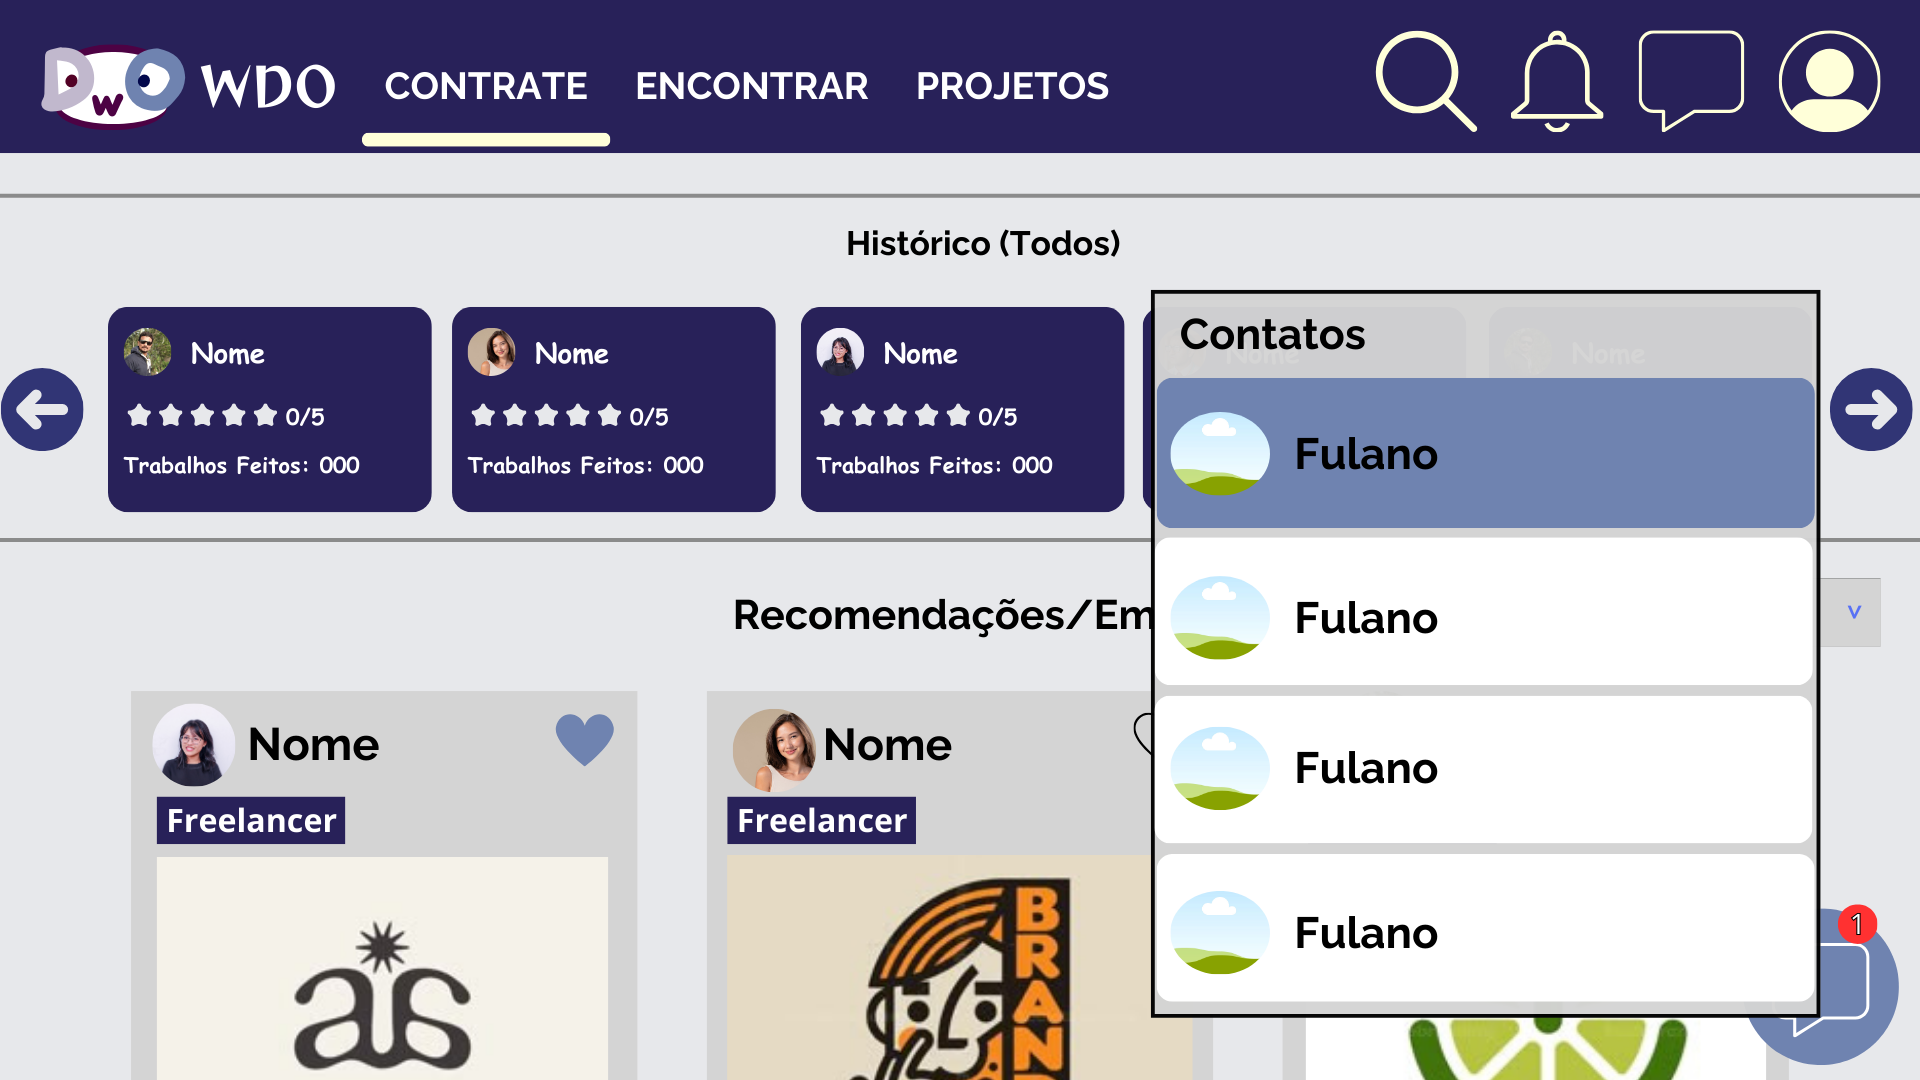 DWO WDO CONTRATE ENCONTRAR PROJETOS
Histórico (Todos)
Nome
0/5
Trabalhos Feitos: 000
Nome
0/5
Trabalhos Feitos: 000
Nome
0/5
Trabalhos Feitos: 000
Nome
Nome
Contatos
Fulano
Fulano
Fulano
Fulano
Recomendações/Em
v
Nome
Freelancer
Nome
Freelancer
BRAND
1